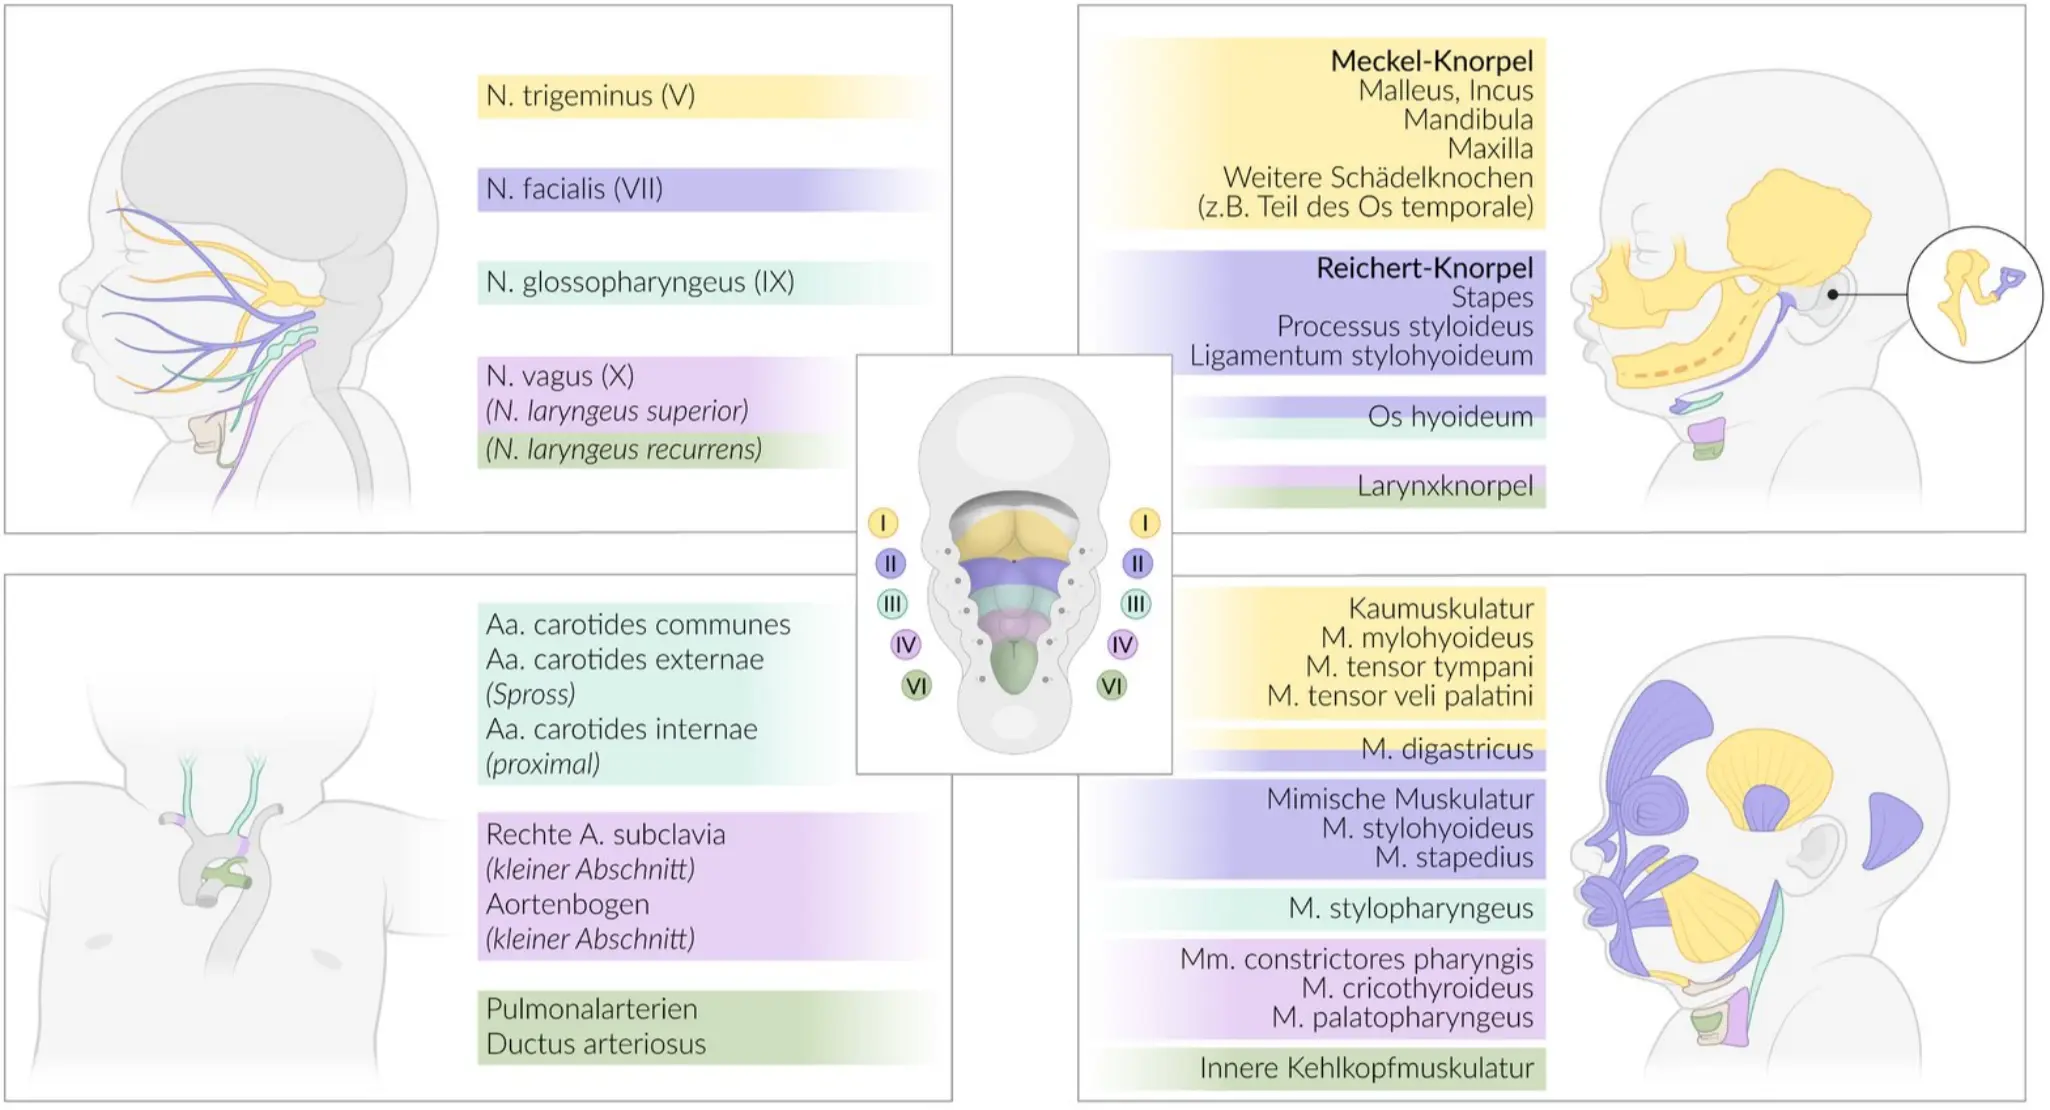 N. trigeminus (V)
N. facialis (VII)
N. glossopharyngeus (IX)
N. vagus (X)
(N. laryngeus superior)
(N. laryngeus recurrens)
Meckel-Knorpel
Malleus, Incus
Mandibula
Maxilla
Weitere Schädelknochen
(z.B. Teil des Os temporale)
Reichert-Knorpel
Stapes
Processus styloideus
Ligamentum stylohyoideum
Os hyoideum
Larynxknorpel
I
I
II
II
III
III
IV
IV
VI
VI
Aa. carotides communes
Aa. carotides externae
(Spross)
Aa. carotides internae
(proximal)
Rechte A. subclavia
(kleiner Abschnitt)
Aortenbogen
(kleiner Abschnitt)
Pulmonalarterien
Ductus arteriosus
Kaumuskulatur
M. mylohyoideus
M. tensor tympani
M. tensor veli palatini
M. digastricus
Mimische Muskulatur
M. stylohyoideus
M. stapedius
M. stylopharyngeus
Mm. constrictores pharyngis
M. cricothyroideus
M. palatopharyngeus
Innere Kehlkopfmuskulatur